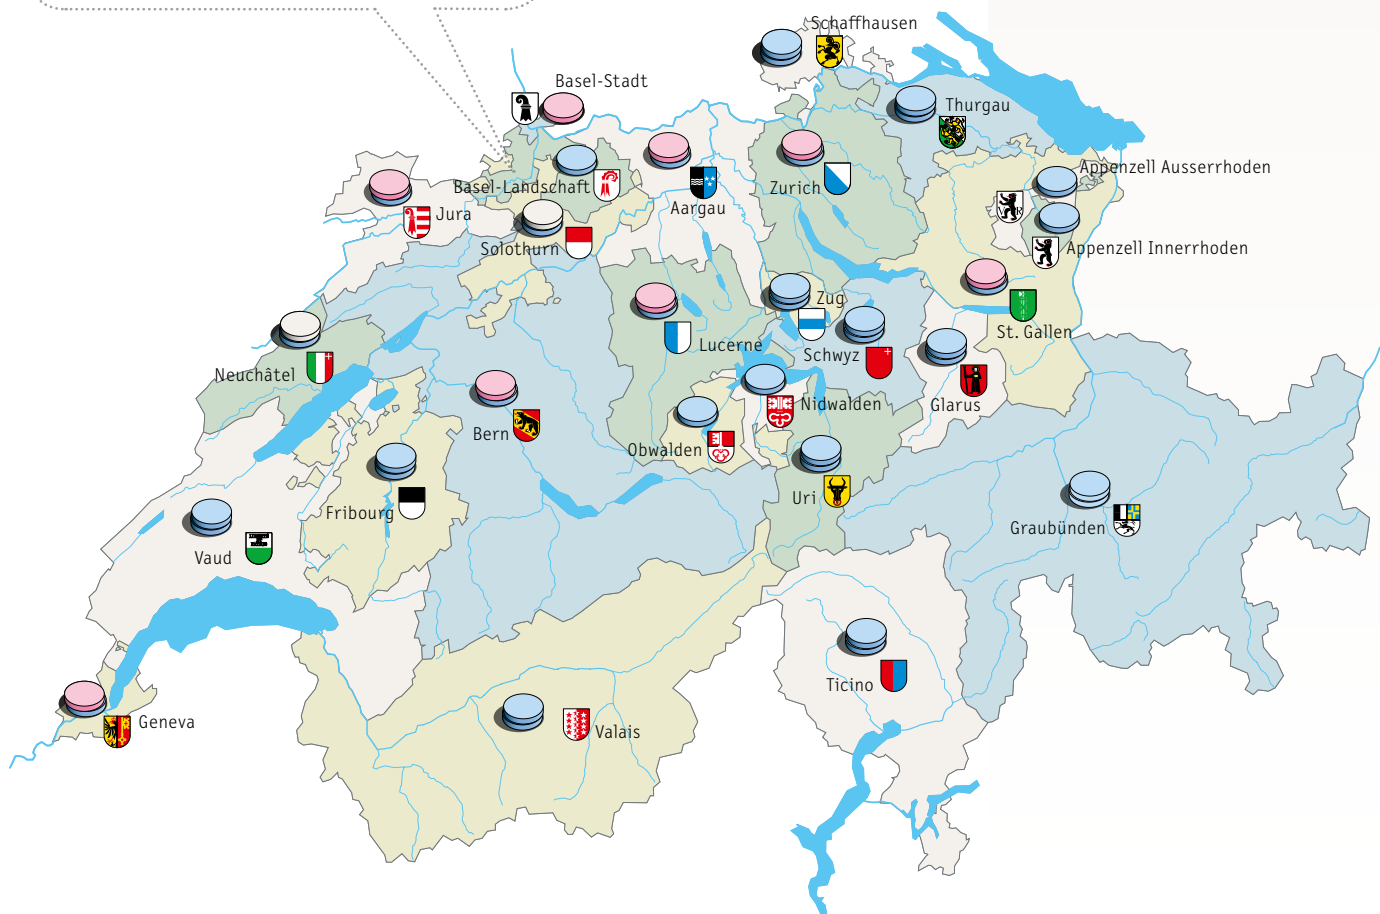 Schaffhausen
Basel-Stadt
Thurgau
Appenzell Ausserrhoden
Basel-Landschaft
Zurich
Aargau
Jura
Solothurn
Appenzell Innerrhoden
Zug
St. Gallen
Lucerne
Schwyz
Neuchâtel
Glarus
Nidwalden
Bern
Obwalden
Uri
Fribourg
Graubünden
Vaud
Ticino
Geneva
Valais